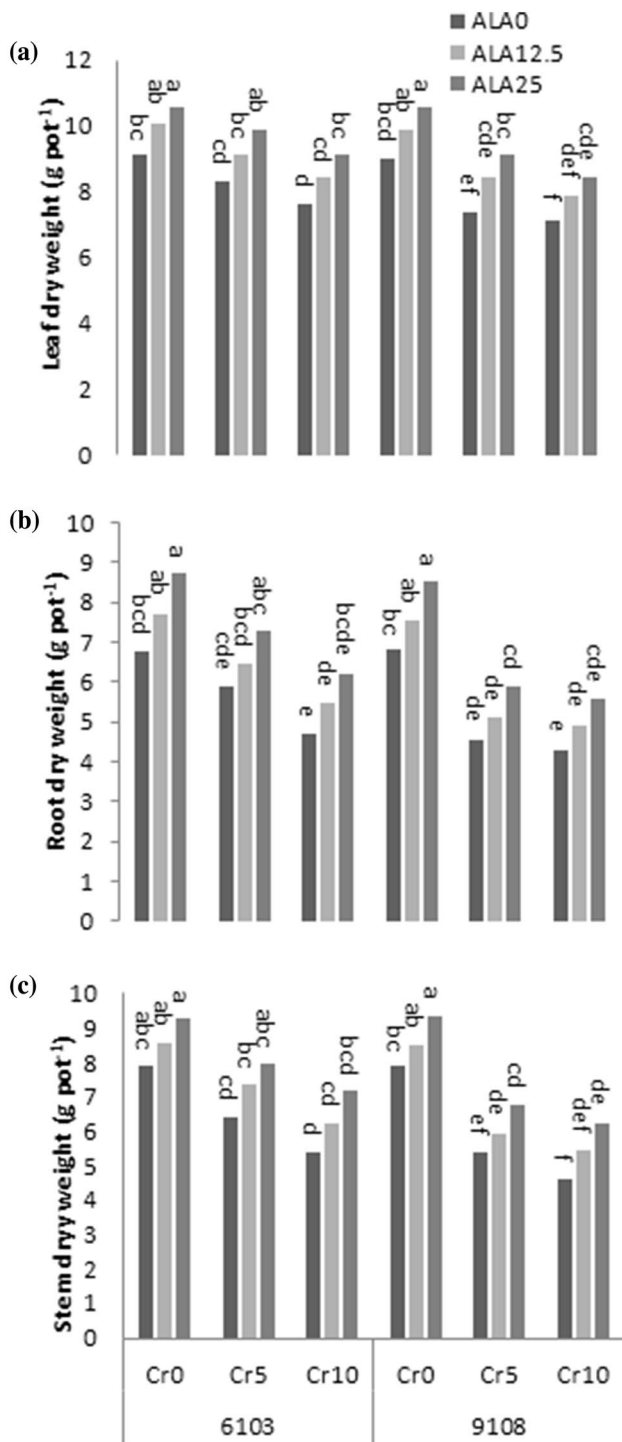 ALA0
ALA12.5
ALA25
(a)
Leaf dry weight (g pot-1)
12
10
8
6
4
2
0
bc ab a cd bc ab d cd bc bcd ab a ef cde bc f def cde
(b)
Root dry weight (g pot-1)
10
9
8
7
6
5
4
3
2
1
0
bcd ab a cde bcd abc e de bcde bc ab a de de cd e de cde
(c)
Stem dryy weight (g pot-1)
10
9
8
7
6
5
4
3
2
1
0
abc ab a cd bc abc d cd bcd bc ab a ef de cd f def de
Cr0 Cr5 Cr10 Cr0 Cr5 Cr10
6103 9108